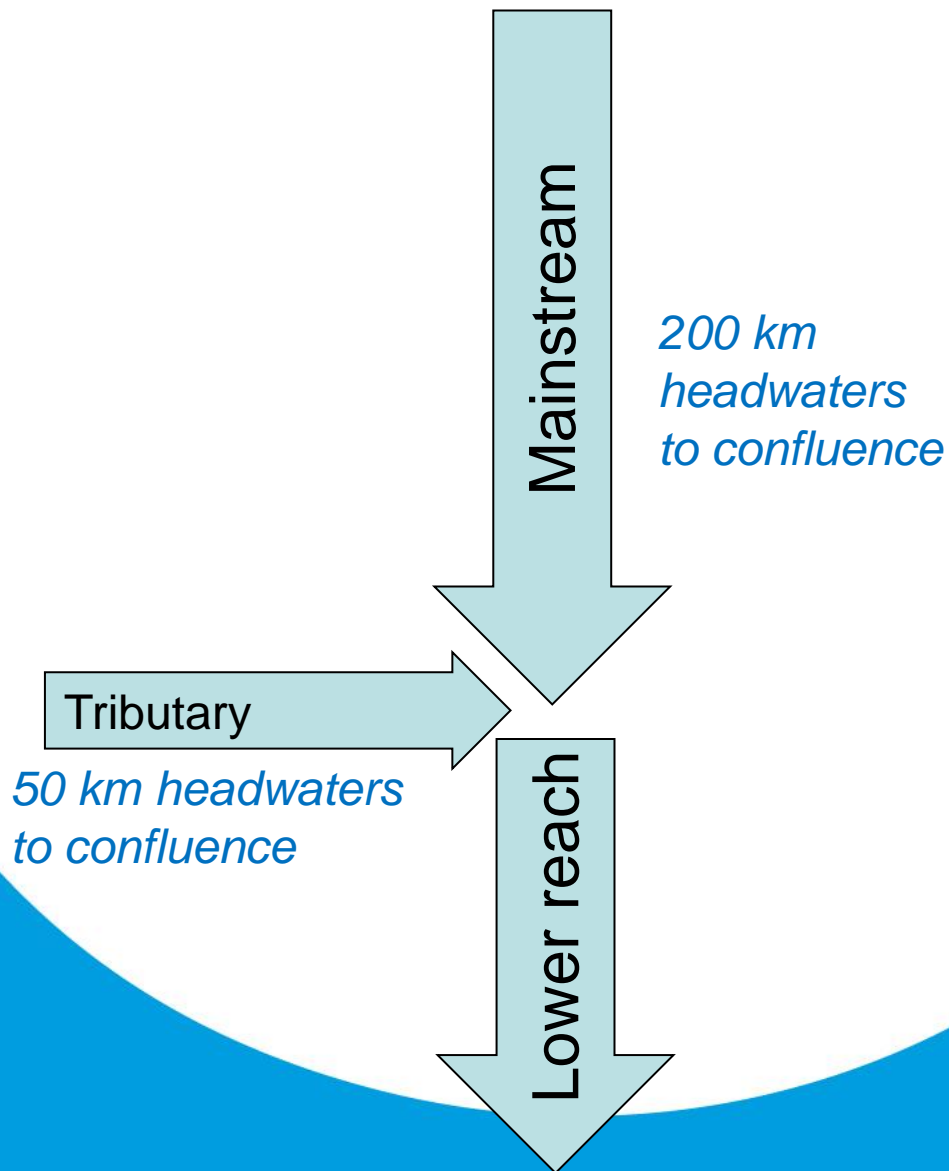 Mainstream
200 km
headwaters
to confluence
Tributary
50 km headwaters
to confluence
Lower reach